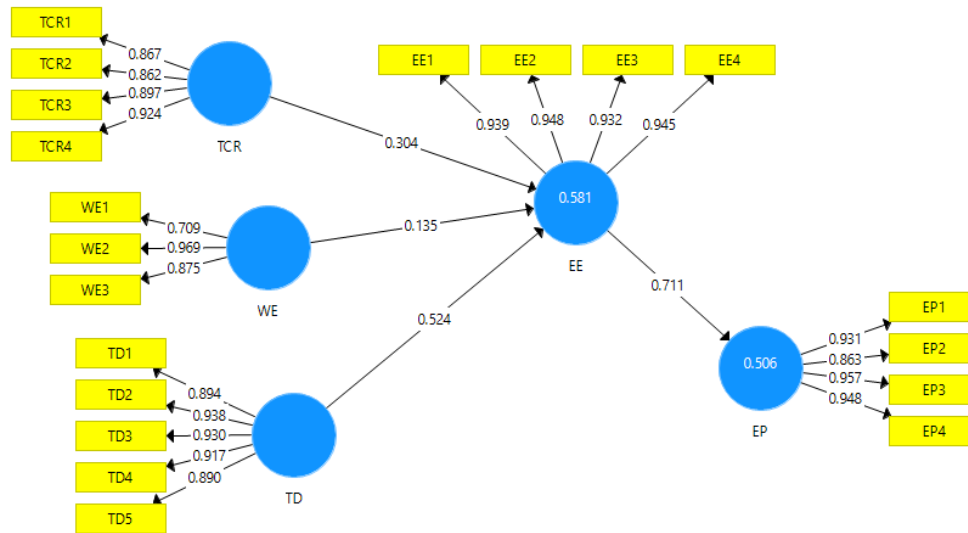 TCR1
TCR2
TCR3
TCR4
0.867
0.862
0.897
0.924
TCR
EE1
EE2
EE3
EE4
0.939
0.948
0.932
0.945
0.304
WE1
WE2
WE3
0.709
0.969
0.875
WE
0.135
0.581
EE
0.711
0.524
TD1
TD2
TD3
TD4
TD5
0.894
0.938
0.930
0.917
0.890
TD
0.506
EP
0.931
0.863
0.957
0.948
EP1
EP2
EP3
EP4